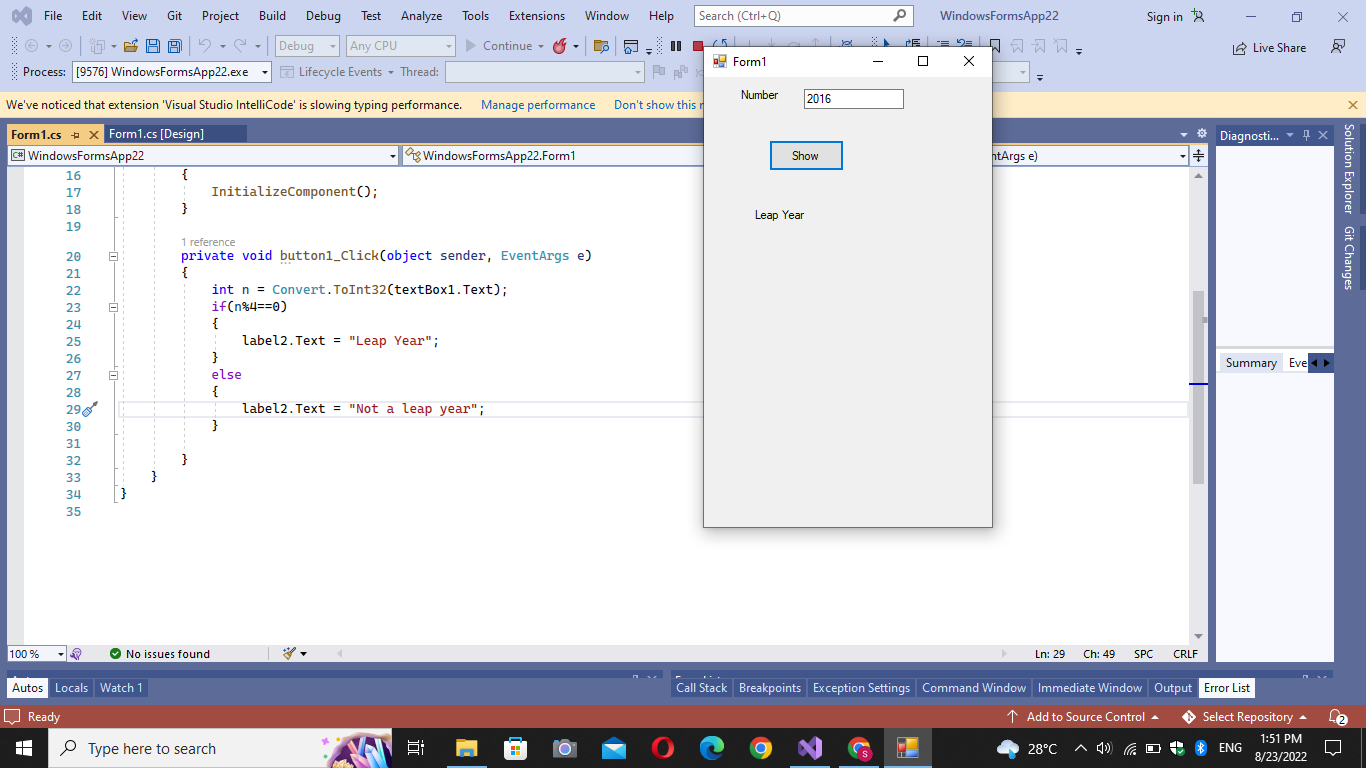 File Edit View Git Project Build Debug Test Analyze Tools Extensions Window Help Search (Ctrl+Q) WindowsFormsApp22 Sign in
Debug Any CPU Continue Live Share
Process: [9576] WindowsFormsApp22.exe Lifecycle Events Thread:
We've noticed that extension 'Visual Studio IntelliCode' is slowing typing performance. Manage performance Don't show this
Form1.cs Form1.cs [Design]
WindowsFormsApp22 WindowsFormsApp22.Form1 ntArgs e)
16 {
17 InitializeComponent();
18 }
19
1 reference
20 private void button1_Click(object sender, EventArgs e)
21 {
22 int n = Convert.ToInt32(textBox1.Text);
23 if(n%4==0)
24 {
25 label2.Text = "Leap Year";
26 }
27 else
28 {
29 label2.Text = "Not a leap year";
30 }
31
32 }
33 }
34 }
35
Form1
Number 2016
Show
Leap Year
Diagnosti...
Summary Eve
Solution Explorer
Git Changes
100 % No issues found Ln: 29 Ch: 49 SPC CRLF
Autos Locals Watch 1 Call Stack Breakpoints Exception Settings Command Window Immediate Window Output Error List
Ready Add to Source Control Select Repository 2
Type here to search S 28°C ENG 1:51 PM
8/23/2022